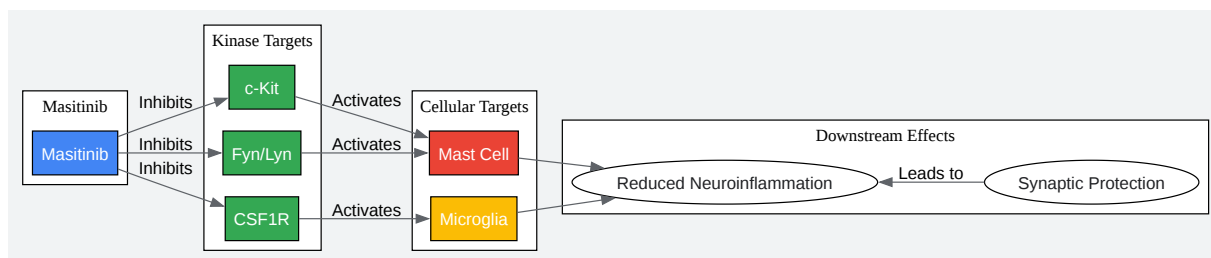 Masitinib
Masitinib
Inhibits
Inhibits
Inhibits
Kinase Targets
c-Kit
Fyn/Lyn
CSF1R
Activates
Activates
Activates
Cellular Targets
Mast Cell
Microglia
Downstream Effects
Reduced Neuroinflammation
Leads to
Synaptic Protection